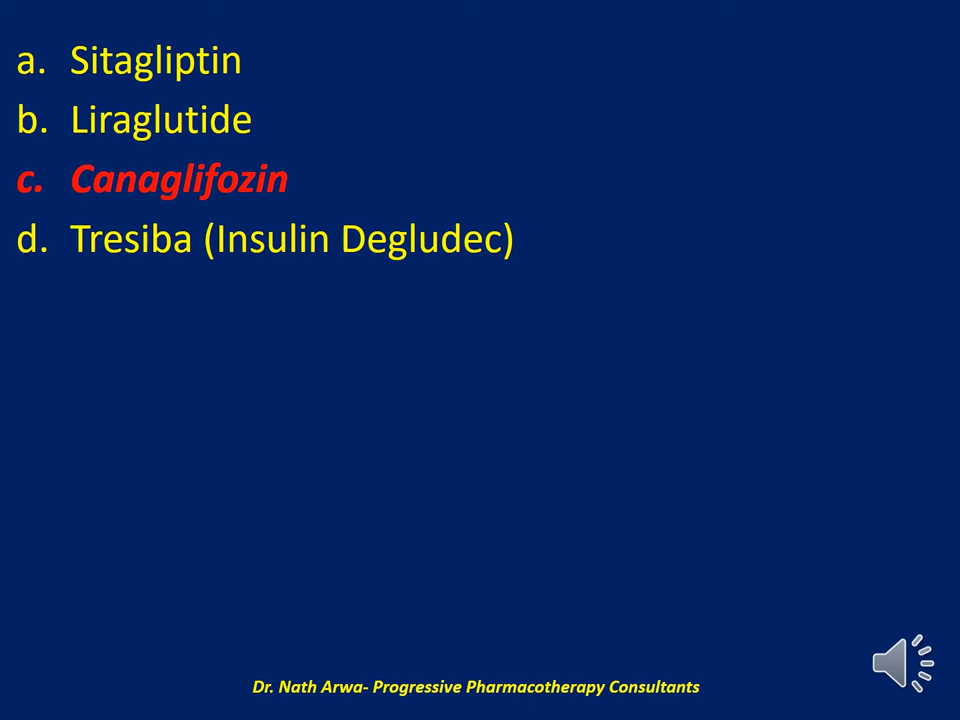 a. Sitagliptin
b. Liraglutide
c. Canaglifozin
d. Tresiba (Insulin Degludec)
Dr. Nath Arwa- Progressive Pharmacotherapy Consultants